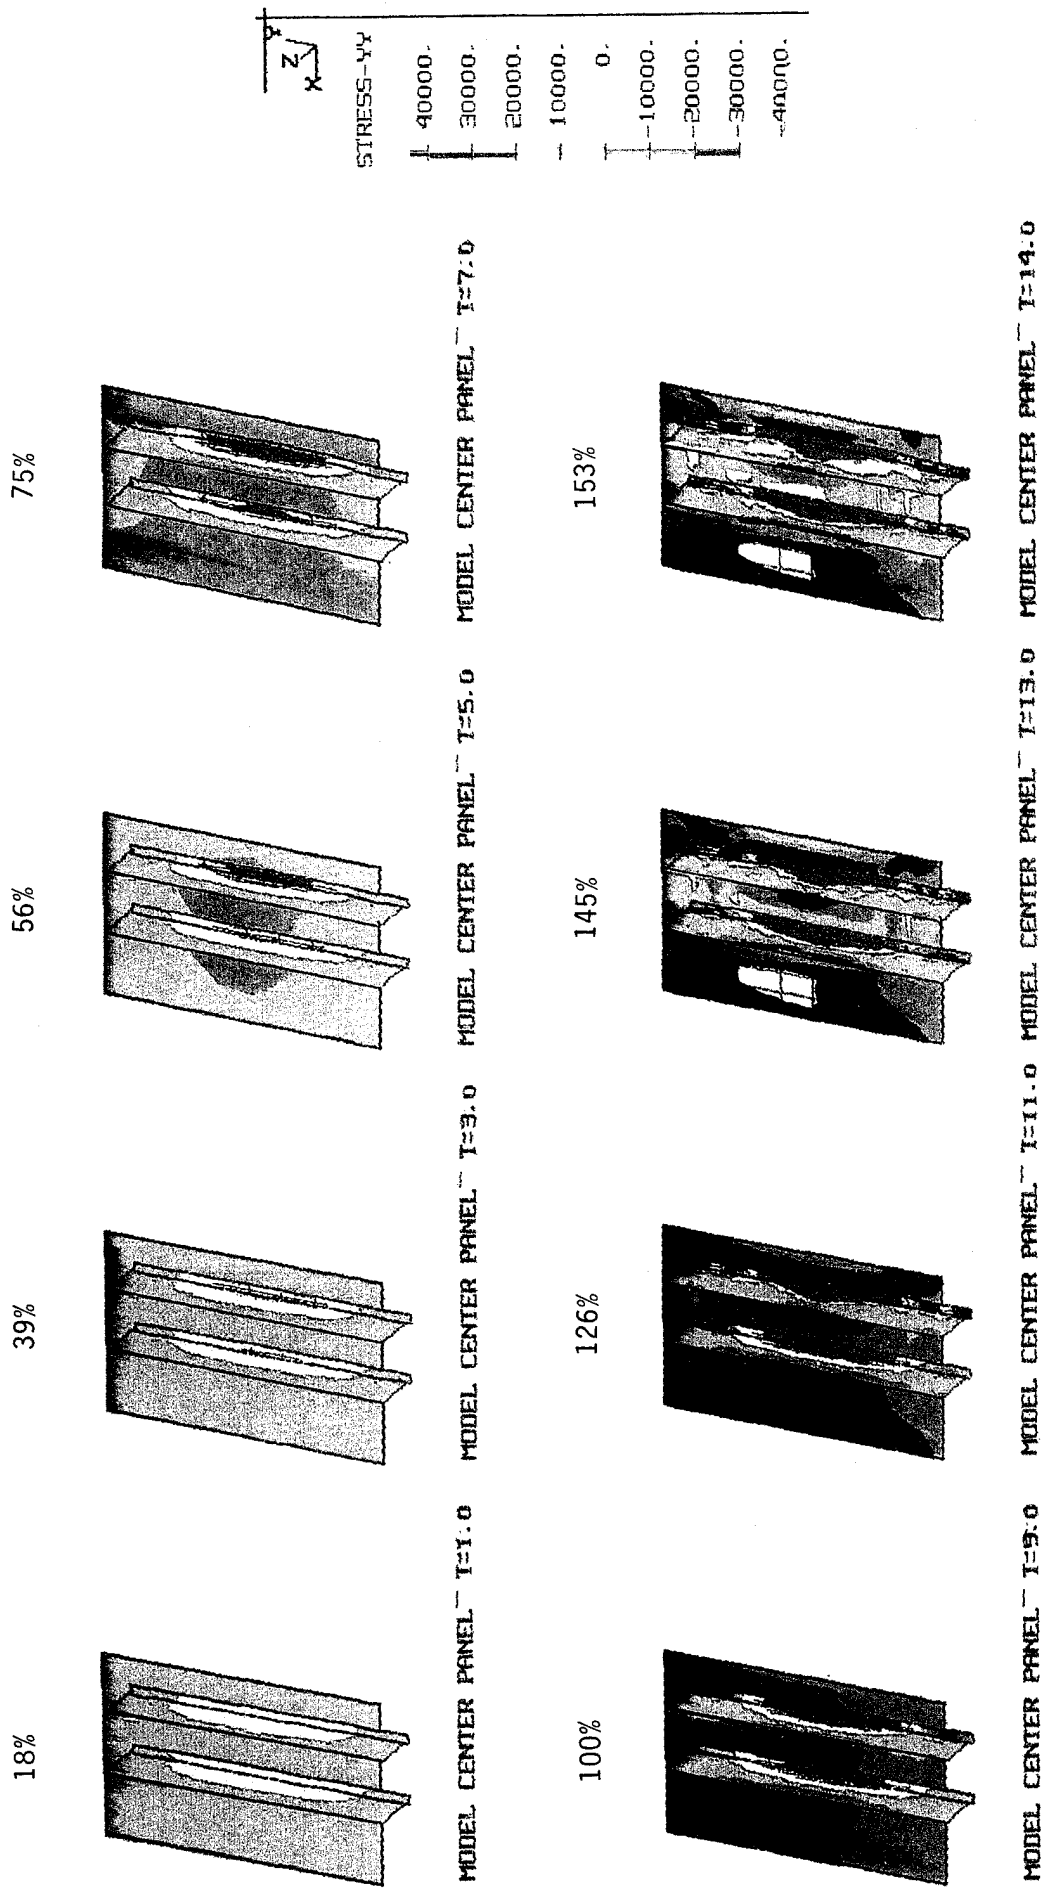 18%
39%
56%
75%
MODEL CENTER PANEL T=1.0
MODEL CENTER PANEL T=3.0
MODEL CENTER PANEL T=5.0
MODEL CENTER PANEL T=7.0
100%
126%
145%
153%
MODEL CENTER PANEL T=9.0
MODEL CENTER PANEL T=11.0
MODEL CENTER PANEL T=13.0
MODEL CENTER PANEL T=14.0
Y
Z
X
STRESS-YY
40000.
30000.
20000.
10000.
0.
-10000.
-20000.
-30000.
-40000.